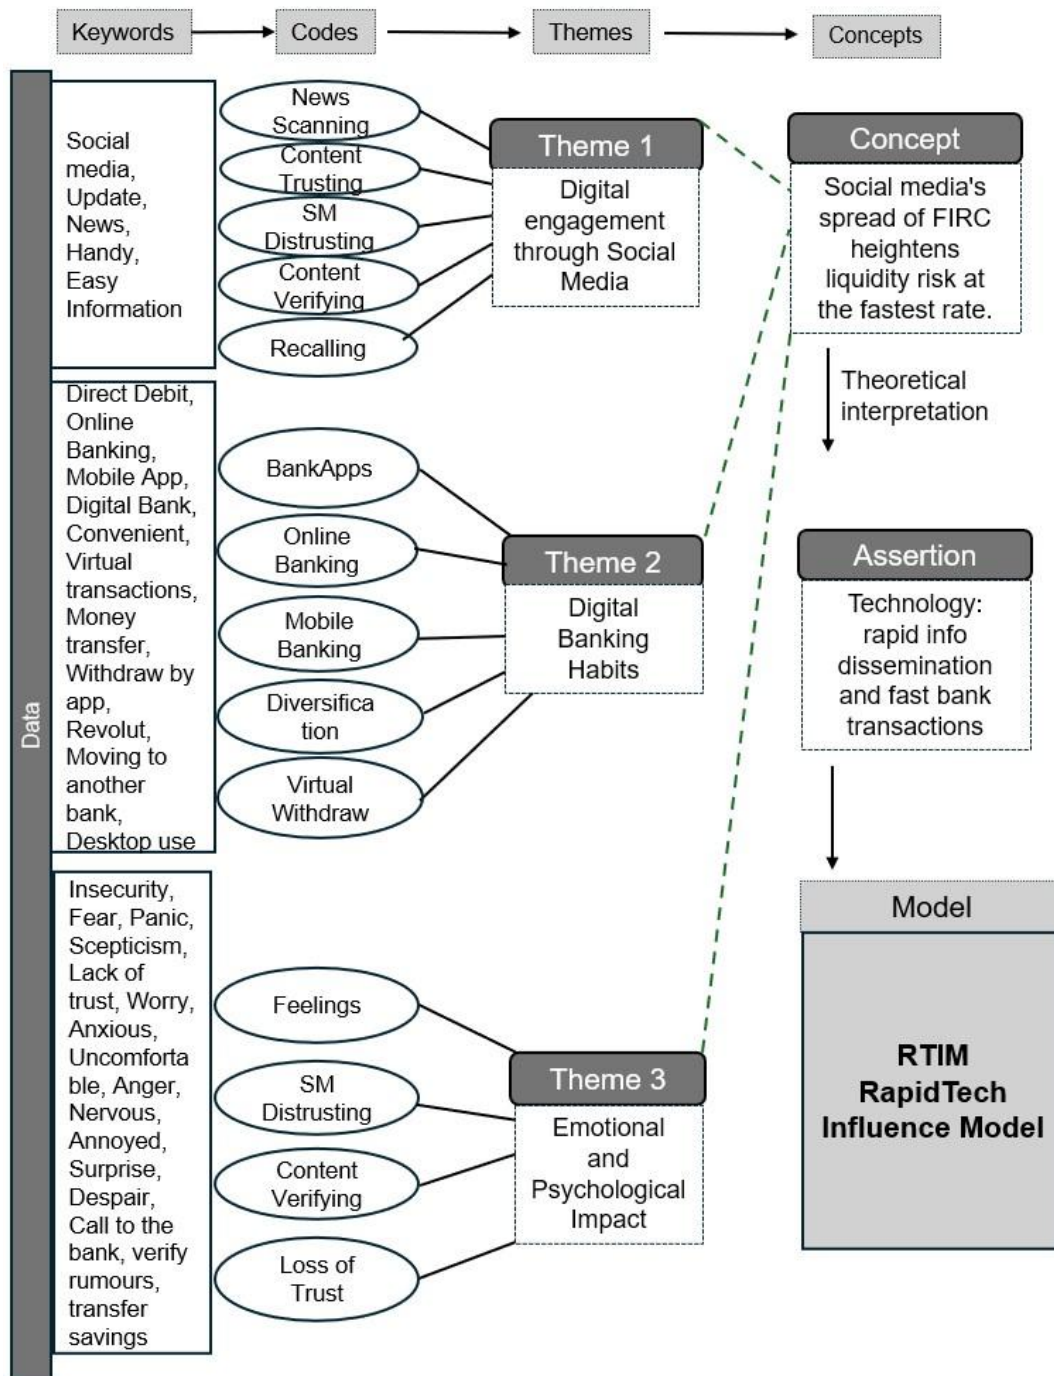 Keywords
Codes
Themes
Concepts
Data
Social
media,
Update,
News,
Handy,
Easy
Information
News
Scanning
Content
Trusting
SM
Distrusting
Content
Verifying
Recalling
Theme 1
Digital
engagement
through Social
Media
Concept
Social media's
spread of FIRC
heightens
liquidity risk at
the fastest rate.
Theoretical
interpretation
Direct Debit,
Online
Banking,
Mobile App,
Digital Bank,
Convenient,
Virtual
transactions,
Money
transfer,
Withdraw by
app,
Revolut,
Moving to
another
bank,
Desktop use
BankApps
Online
Banking
Mobile
Banking
Diversifica
tion
Virtual
Withdraw
Theme 2
Digital
Banking
Habits
Assertion
Technology:
rapid info
dissemination
and fast bank
transactions
Insecurity,
Fear, Panic,
Scepticism,
Lack of
trust, Worry,
Anxious,
Uncomforta
ble, Anger,
Nervous,
Annoyed,
Surprise,
Despair,
Call to the
bank, verify
rumours,
transfer
savings
Feelings
SM
Distrusting
Content
Verifying
Loss of
Trust
Theme 3
Emotional
and
Psychological
Impact
Model
RTIM
RapidTech
Influence Model